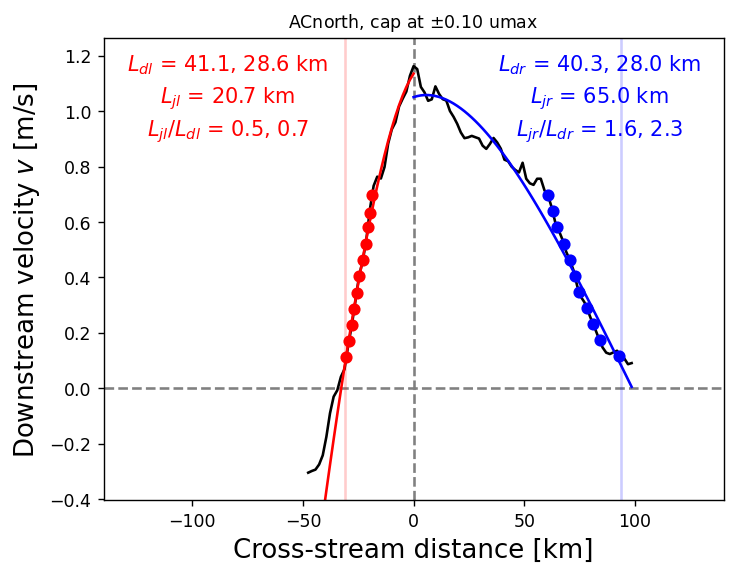 ACnorth, cap at ±0.10 umax
L_dl = 41.1, 28.6 km
L_jl = 20.7 km
L_jl/L_dl = 0.5, 0.7
L_dr = 40.3, 28.0 km
L_jr = 65.0 km
L_jr/L_dr = 1.6, 2.3
Downstream velocity v [m/s]
1.2
1.0
0.8
0.6
0.4
0.2
0.0
−0.2
−0.4
−100
−50
0
50
100
Cross-stream distance [km]